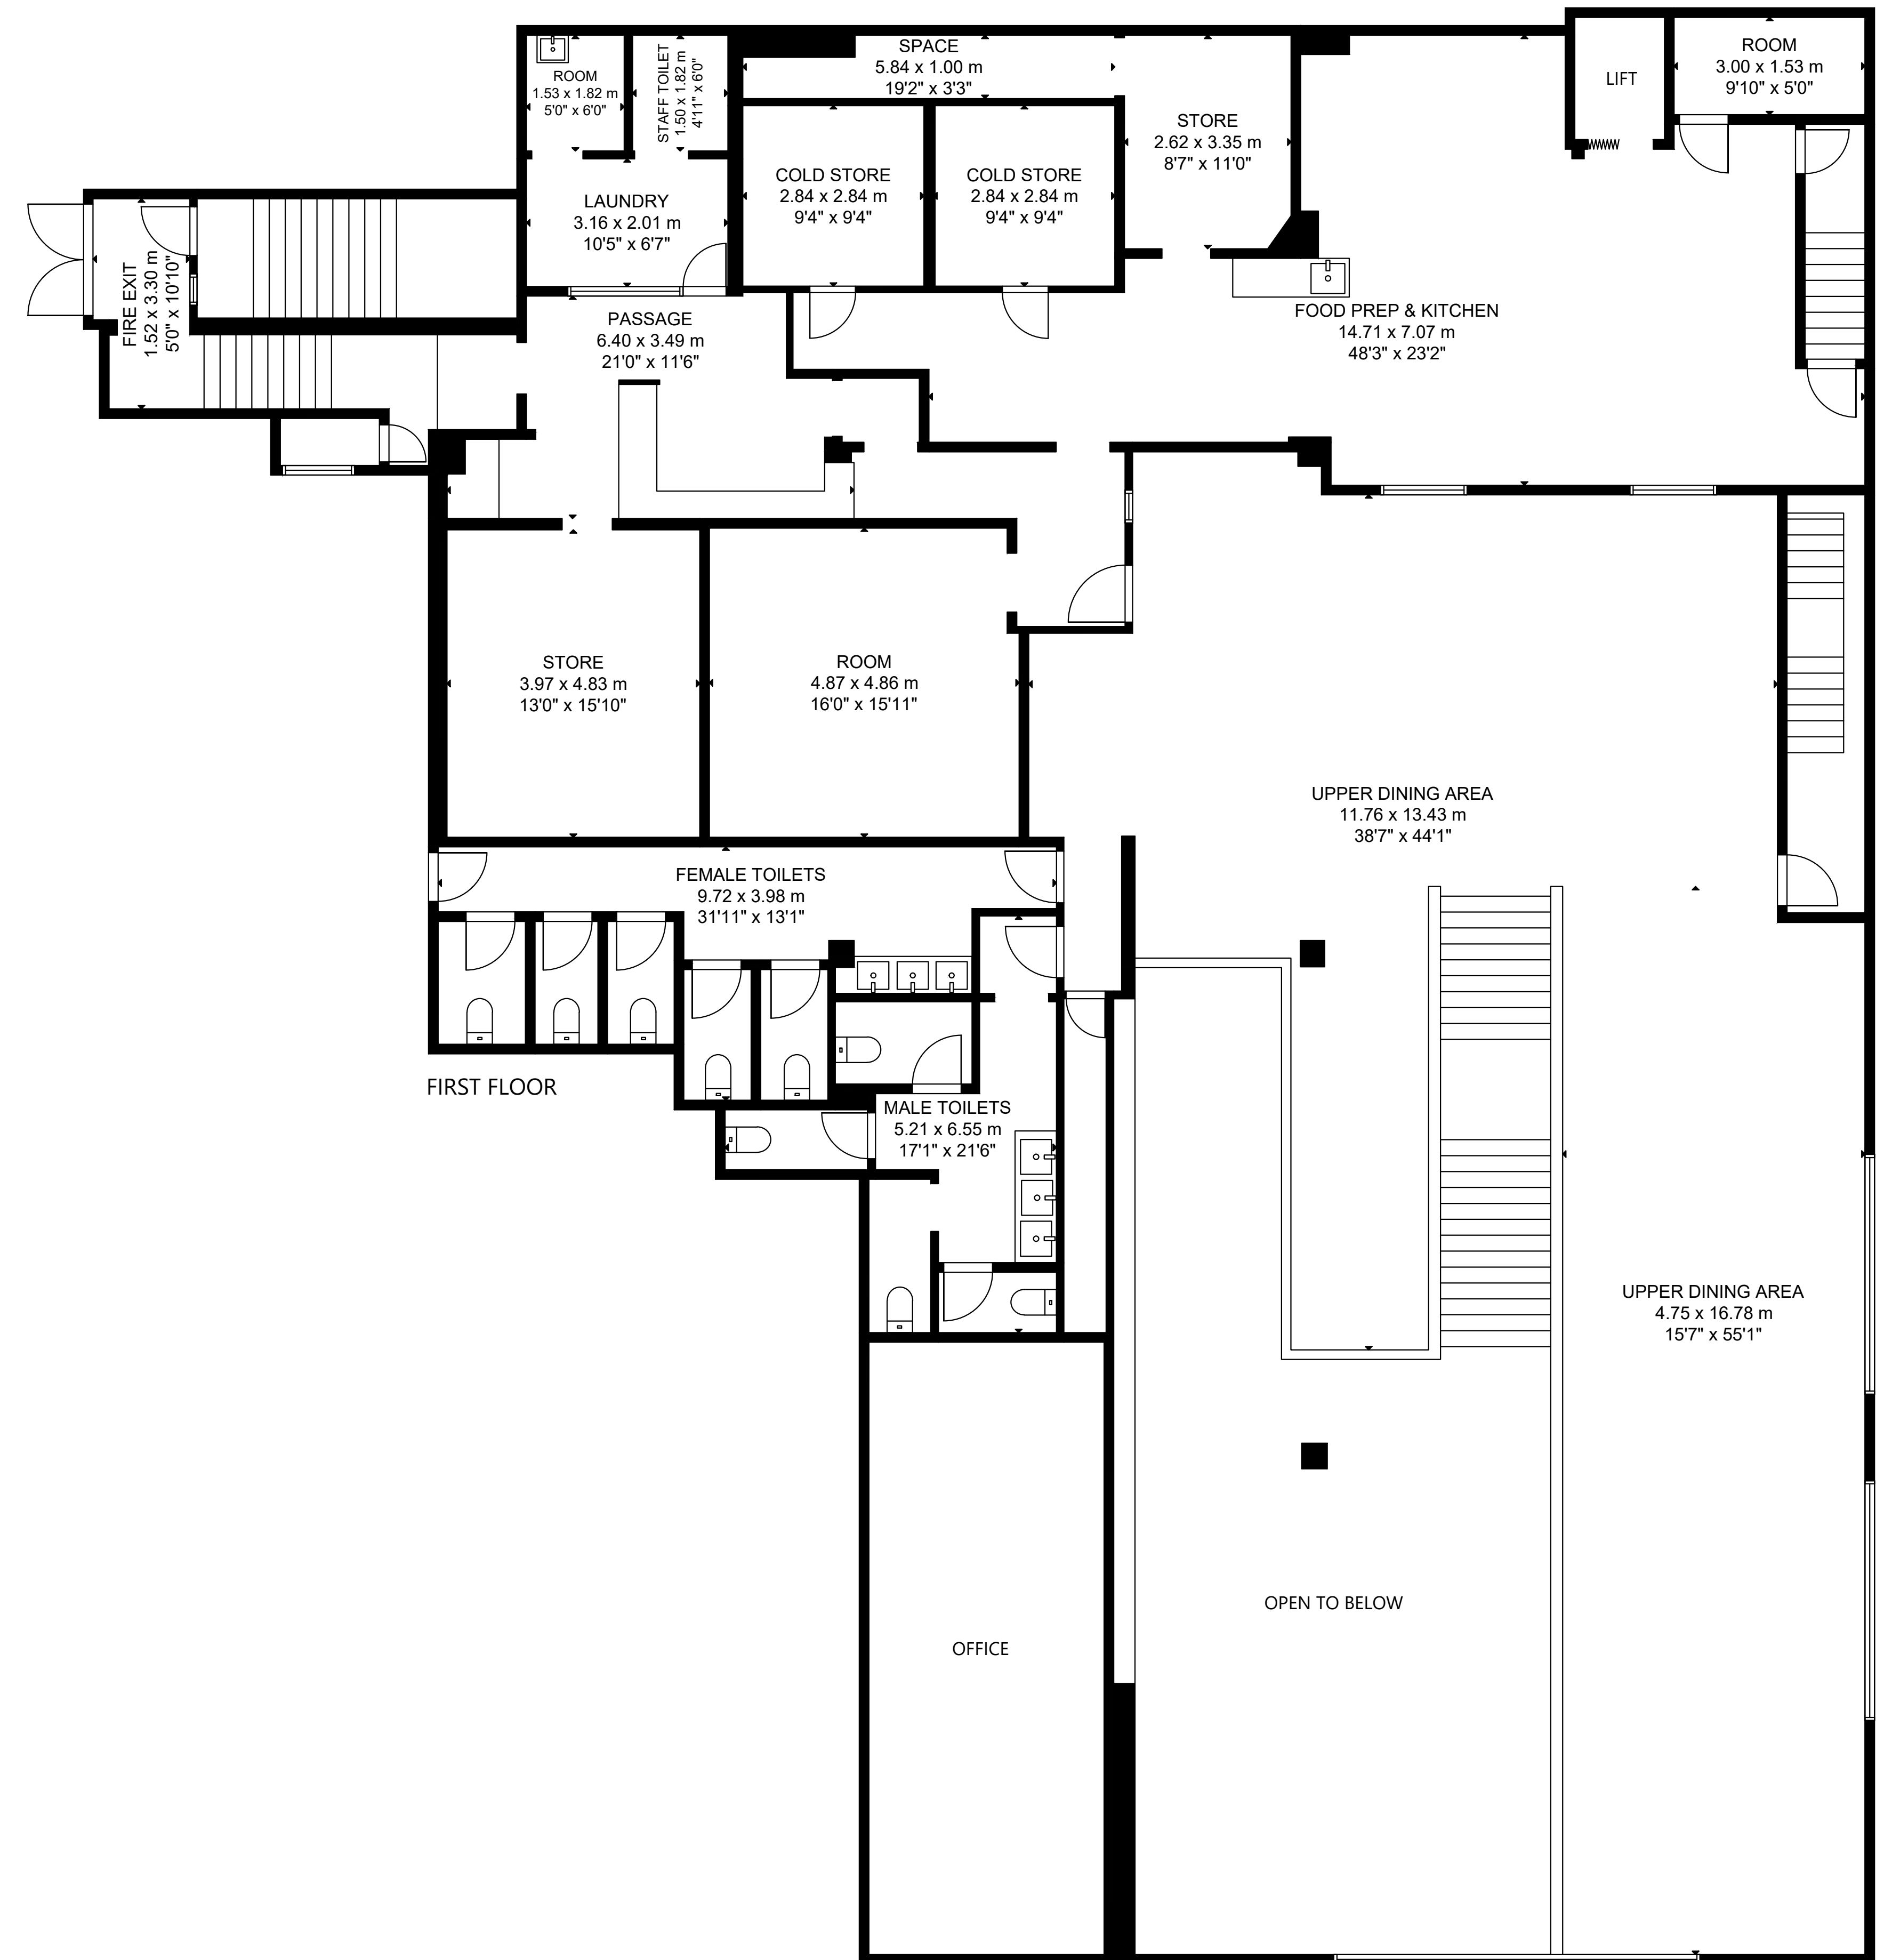 SPACE
5.84 x 1.00 m
19'2" x 3'3"
ROOM
3.00 x 1.53 m
9'10" x 5'0"
LIFT
ROOM
1.53 x 1.82 m
5'0" x 6'0"
STAFF TOILET
1.50 x 1.82 m
4'11" x 6'0"
STORE
2.62 x 3.35 m
8'7" x 11'0"
COLD STORE
2.84 x 2.84 m
9'4" x 9'4"
COLD STORE
2.84 x 2.84 m
9'4" x 9'4"
LAUNDRY
3.16 x 2.01 m
10'5" x 6'7"
FIRE EXIT
1.52 x 3.30 m
5'0" x 10'10"
PASSAGE
6.40 x 3.49 m
21'0" x 11'6"
FOOD PREP & KITCHEN
14.71 x 7.07 m
48'3" x 23'2"
STORE
3.97 x 4.83 m
13'0" x 15'10"
ROOM
4.87 x 4.86 m
16'0" x 15'11"
UPPER DINING AREA
11.76 x 13.43 m
38'7" x 44'1"
FEMALE TOILETS
9.72 x 3.98 m
31'11" x 13'1"
FIRST FLOOR
MALE TOILETS
5.21 x 6.55 m
17'1" x 21'6"
UPPER DINING AREA
4.75 x 16.78 m
15'7" x 55'1"
OPEN TO BELOW
OFFICE